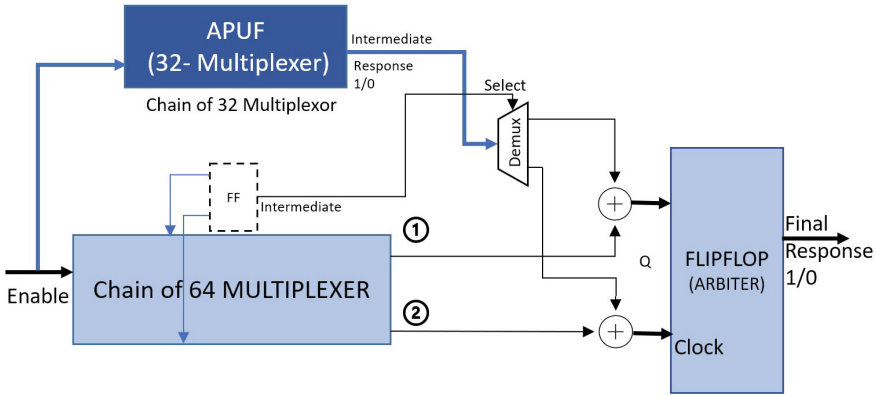 APUF
(32- Multiplexer)
Chain of 32 Multiplexor
Intermediate
Response
1/0
Select
Demux
FF
Intermediate
1
Enable
Chain of 64 MULTIPLEXER
2
+
Q
+
FLIPFLOP
(ARBITER)
Clock
Final
Response
1/0